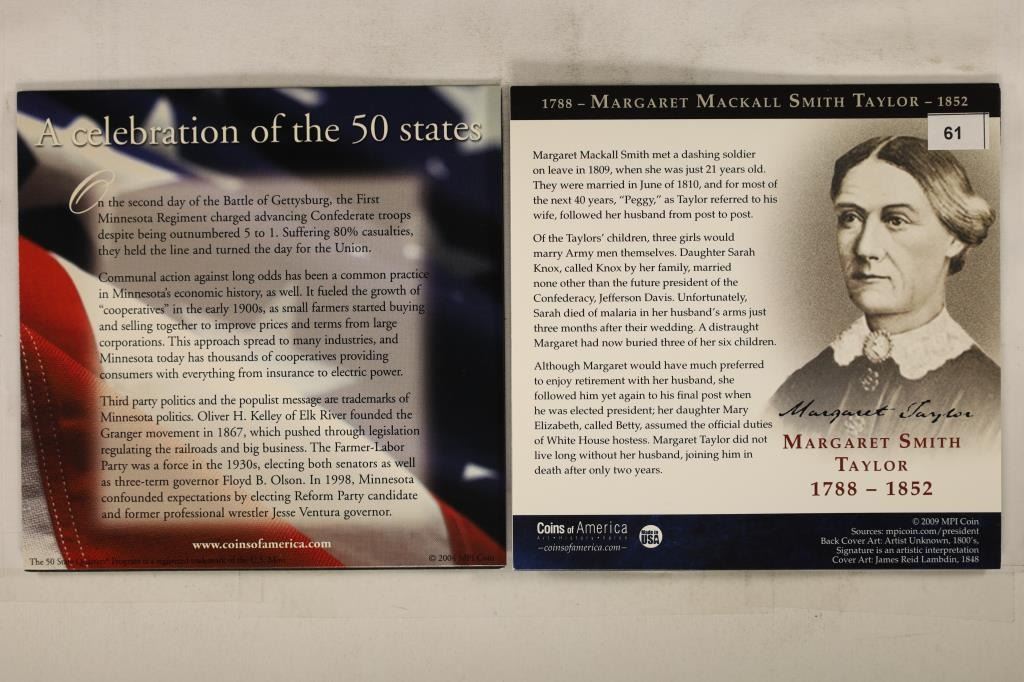 A celebration of the 50 states
On the second day of the Battle of Gettysburg, the First
Minnesota Regiment charged advancing Confederate troops
despite being outnumbered 5 to 1. Suffering 80% casualties,
they held the line and turned the day for the Union.
Communal action against long odds has been a common practice
in Minnesota's economic history, as well. It fueled the growth of
"cooperatives" in the early 1900s, as small farmers started buying
and selling together to improve prices and terms from large
corporations. This approach spread to many industries, and
Minnesota today has thousands of cooperatives providing
consumers with everything from insurance to electric power.
Third party politics and the populist message are trademarks of
Minnesota politics. Oliver H. Kelley of Elk River founded the
Granger movement in 1867, which pushed through legislation
regulating the railroads and big business. The Farmer-Labor
Party was a force in the 1930s, electing both senators as well
as three-term governor Floyd B. Olson. In 1998, Minnesota
confounded expectations by electing Reform Party candidate
and former professional wrestler Jesse Ventura governor.
www.coinsofamerica.com
The 50 State Quarters® Program is a registered trademark of the U.S. Mint.
© 2004 MPI Coin
1788 – MARGARET MACKALL SMITH TAYLOR – 1852
61
Margaret Mackall Smith met a dashing soldier
on leave in 1809, when she was just 21 years old.
They were married in June of 1810, and for most of
the next 40 years, "Peggy," as Taylor referred to his
wife, followed her husband from post to post.
Of the Taylors' children, three girls would
marry Army men themselves. Daughter Sarah
Knox, called Knox by her family, married
none other than the future president of the
Confederacy, Jefferson Davis. Unfortunately,
Sarah died of malaria in her husband's arms just
three months after their wedding. A distraught
Margaret had now buried three of her six children.
Although Margaret would have much preferred
to enjoy retirement with her husband, she
followed him yet again to his final post when
he was elected president; her daughter Mary
Elizabeth, called Betty, assumed the official duties
of White House hostess. Margaret Taylor did not
live long without her husband, joining him in
death after only two years.
Margaret Taylor
MARGARET SMITH
TAYLOR
1788 – 1852
Coins of America
Art • History • Value
–coinsofamerica.com–
Made in
USA
© 2009 MPI Coin
Sources: mpicoin.com/president
Back Cover Art: Artist Unknown, 1800's,
Signature is an artistic interpretation
Cover Art: James Reid Lambdin, 1848